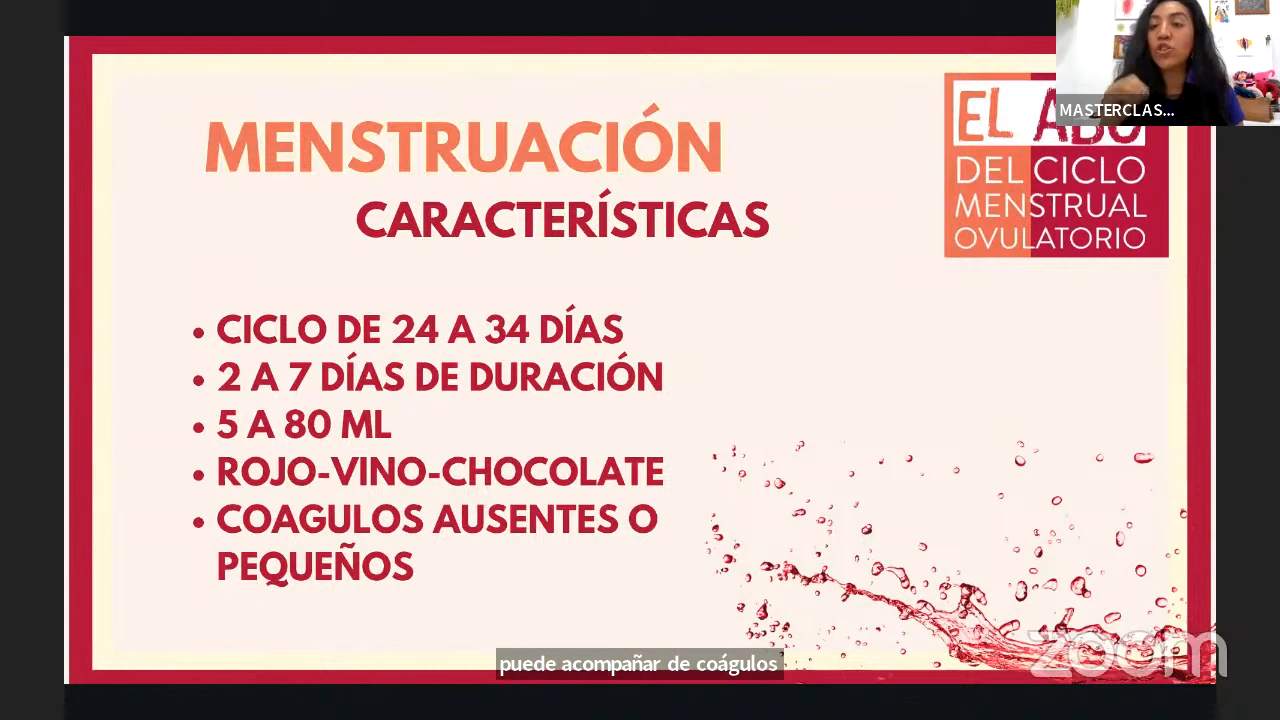 MASTERCLAS...
EL ABC
DEL CICLO
MENSTRUAL
OVULATORIO
MENSTRUACIÓN
CARACTERÍSTICAS
• CICLO DE 24 A 34 DÍAS
• 2 A 7 DÍAS DE DURACIÓN
• 5 A 80 ML
• ROJO-VINO-CHOCOLATE
• COAGULOS AUSENTES O
PEQUEÑOS
puede acompañar de coágulos
zoom